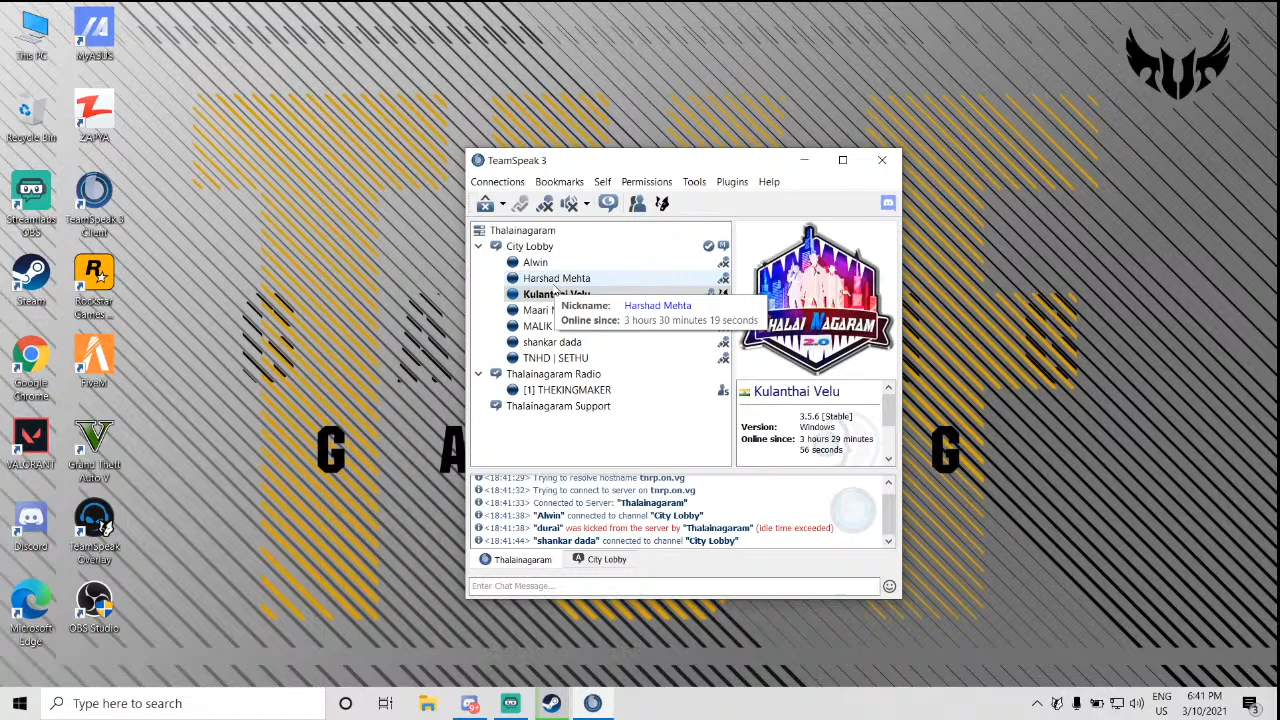 This PC
MyASUS
Recycle Bin
ZAPYA
Streamlabs OBS
TeamSpeak 3 Client
Steam
Rockstar Games ...
Google Chrome
FiveM
VALORANT
Grand Theft Auto V
Discord
TeamSpeak Overlay
Microsoft Edge
OBS Studio
G A
G
TeamSpeak 3
Connections Bookmarks Self Permissions Tools Plugins Help
Thalainagaram
City Lobby
Alwin
Harshad Mehta
Kulanthai Velu
Nickname: Harshad Mehta
Online since: 3 hours 30 minutes 19 seconds
Maari
MALIK
shankar dada
TNHD | SETHU
Thalainagaram Radio
[1] THEKINGMAKER
Thalainagaram Support
THALAI NAGARAM
2.0
Kulanthai Velu
3.5.6 [Stable]
Version: Windows
Online since: 3 hours 29 minutes
56 seconds
<18:41:29> Trying to resolve hostname tnrp.on.vg
<18:41:32> Trying to connect to server on tnrp.on.vg
<18:41:33> Connected to Server: "Thalainagaram"
<18:41:38> "Alwin" connected to channel "City Lobby"
<18:41:38> "durai" was kicked from the server by "Thalainagaram" (idle time exceeded)
<18:41:44> "shankar dada" connected to channel "City Lobby"
Thalainagaram City Lobby
Enter Chat Message...
Type here to search
9+
ENG
US
6:41 PM
3/10/2021
3